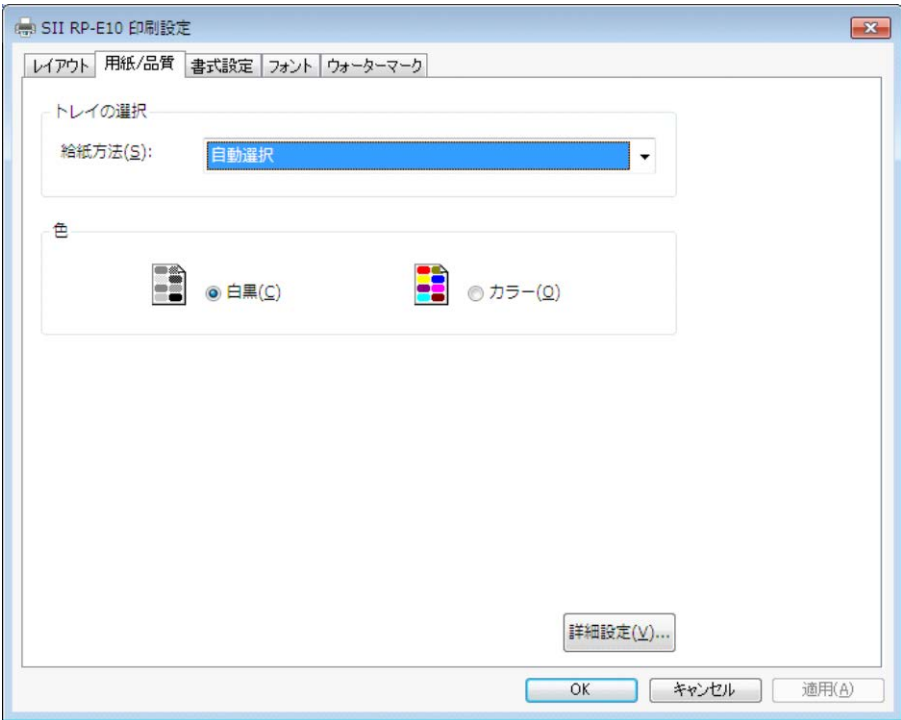 SII RP-E10 印刷設定
レイアウト 用紙/品質 書式設定 フォント ウォーターマーク
トレイの選択
給紙方法(S): 自動選択
色
白黒(C) カラー(O)
詳細設定(V)...
OK キャンセル 適用(A)